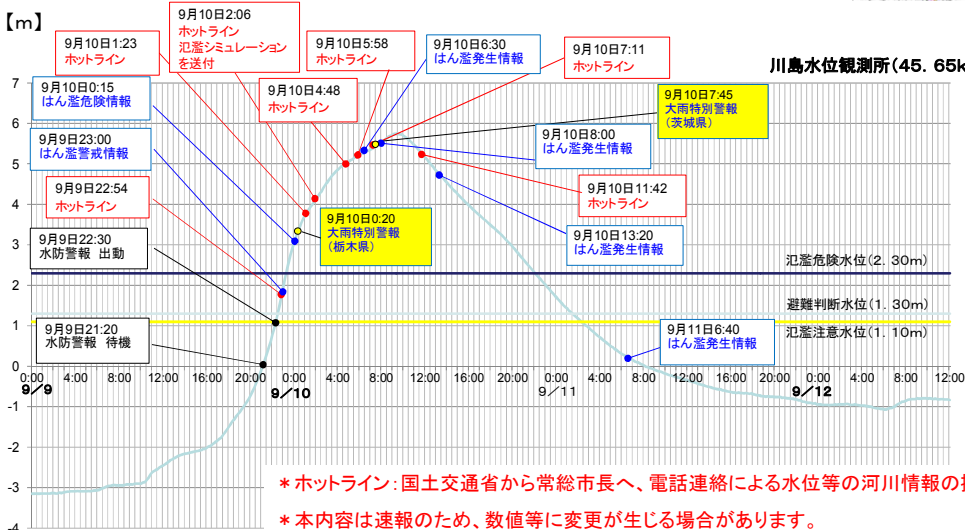 【m】
川島水位観測所(45. 65k
9月10日1:23
ホットライン
9月10日2:06
ホットライン
氾濫シミュレーション
を送付
9月10日5:58
ホットライン
9月10日6:30
はん濫発生情報
9月10日7:11
ホットライン
9月10日0:15
はん濫危険情報
9月10日4:48
ホットライン
9月10日7:45
大雨特別警報
(茨城県)
9月9日23:00
はん濫警戒情報
9月10日8:00
はん濫発生情報
9月9日22:54
ホットライン
9月10日11:42
ホットライン
9月9日22:30
水防警報 出動
9月10日0:20
大雨特別警報
(栃木県)
9月10日13:20
はん濫発生情報
氾濫危険水位(2. 30m)
避難判断水位(1. 30m)
氾濫注意水位(1. 10m)
9月9日21:20
水防警報 待機
9月11日6:40
はん濫発生情報
7
6
5
4
3
2
1
0
-1
-2
-3
-4
0:00 4:00 8:00 12:00 16:00 20:00 0:00 4:00 8:00 12:00 16:00 20:00 0:00 4:00 8:00 12:00 16:00 20:00 0:00 4:00 8:00 12:00
9/9 9/10 9/11 9/12
*ホットライン:国土交通省から常総市長へ、電話連絡による水位等の河川情報の
*本内容は速報のため、数値等に変更が生じる場合があります。